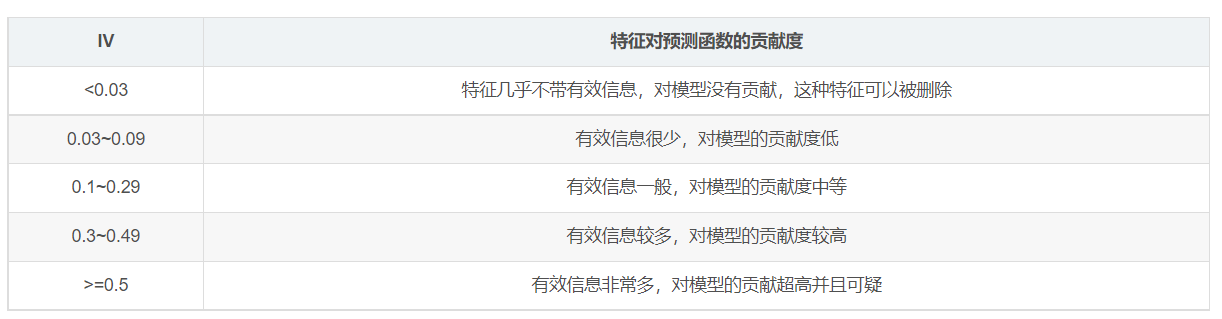 IV 特征对预测函数的贡献度
<0.03 特征几乎不带有效信息，对模型没有贡献，这种特征可以被删除
0.03~0.09 有效信息很少，对模型的贡献度低
0.1~0.29 有效信息一般，对模型的贡献度中等
0.3~0.49 有效信息较多，对模型的贡献度较高
>=0.5 有效信息非常多，对模型的贡献超高并且可疑